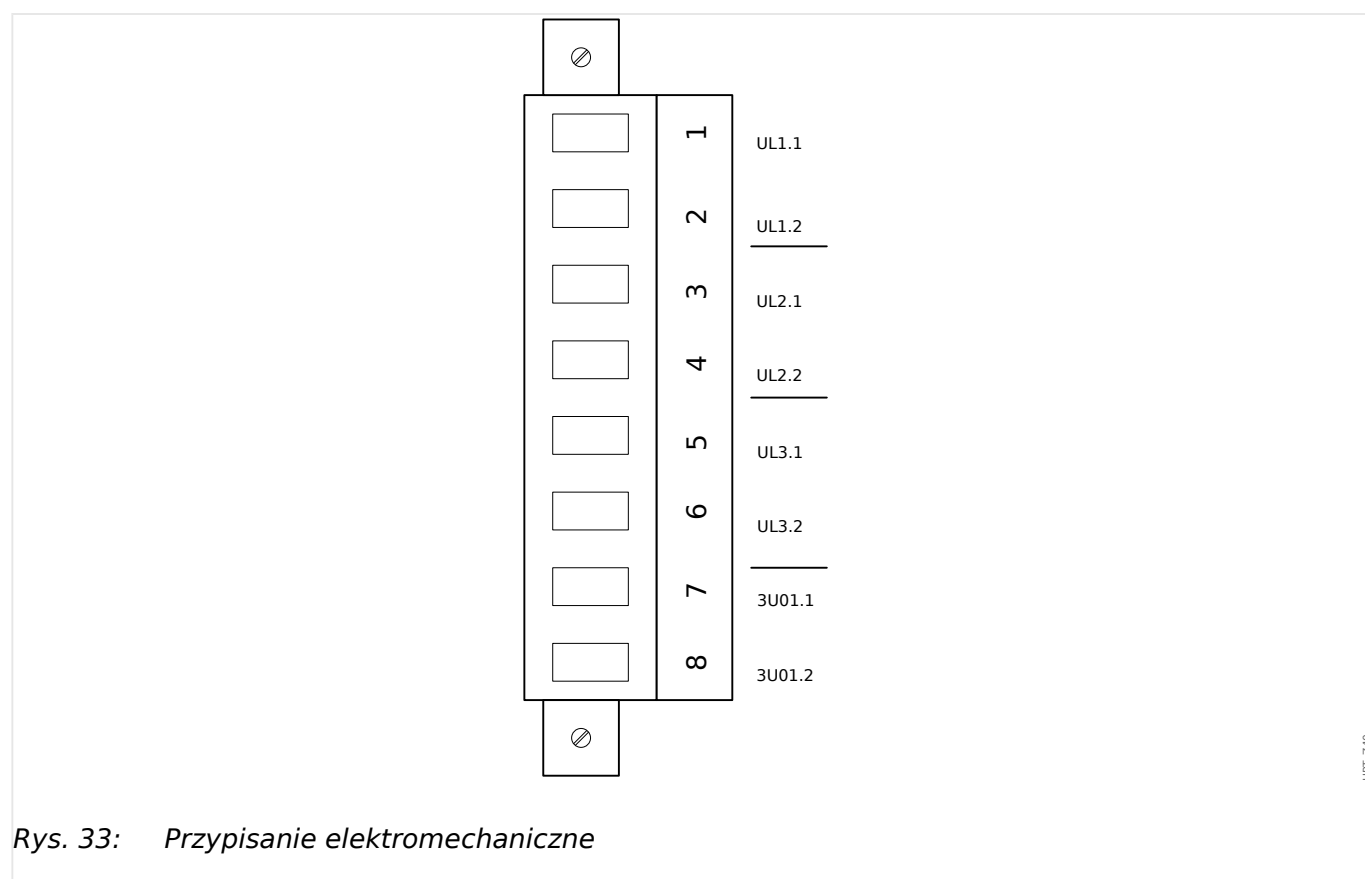 1 UL1.1
2 UL1.2
3 UL2.1
4 UL2.2
5 UL3.1
6 UL3.2
7 3U01.1
8 3U01.2
Rys. 33: Przypisanie elektromechaniczne